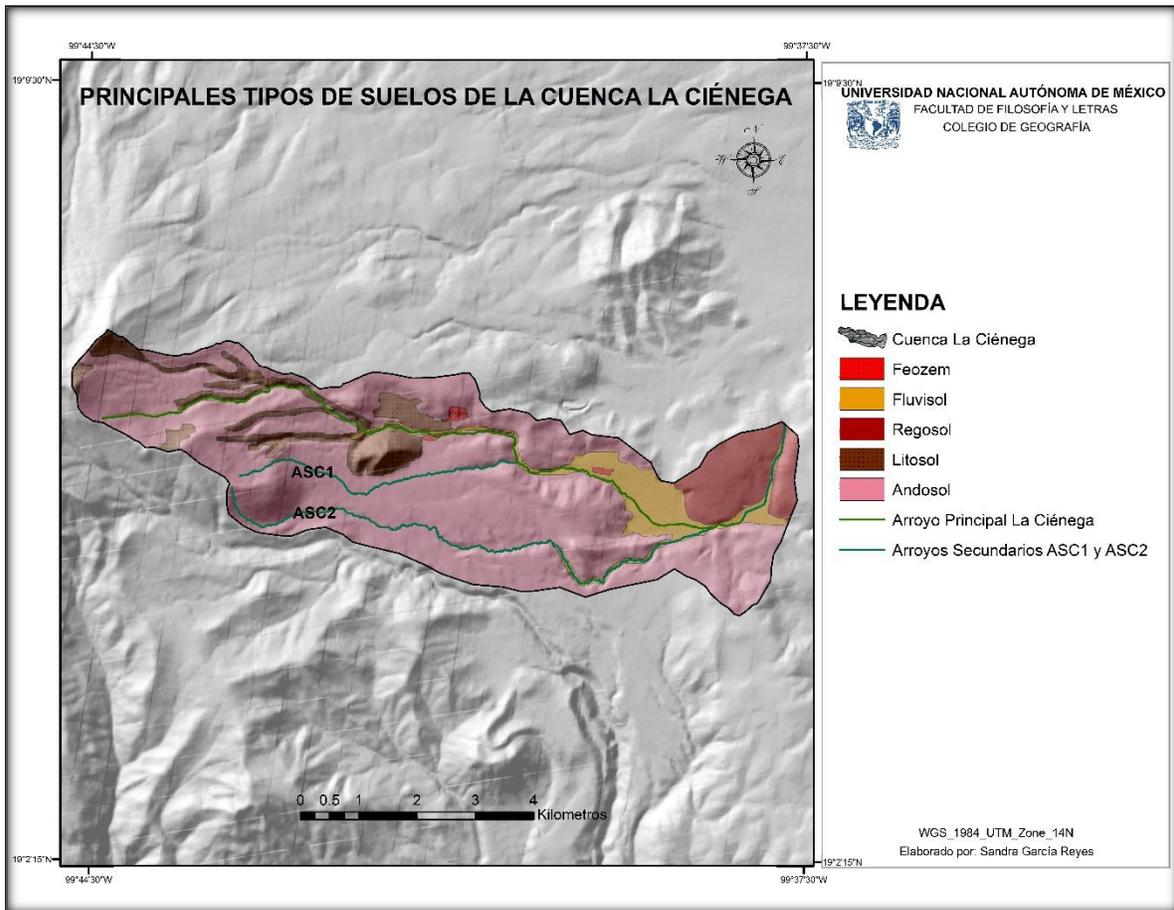 99°44'30"W
99°37'30"W
19°9'30"N
19°9'30"N
PRINCIPALES TIPOS DE SUELOS DE LA CUENCA LA CIÉNEGA
N
W
E
S
ASC1
ASC2
0 0.5 1 2 3 4
Kilometros
19°2'15"N
19°2'15"N
99°44'30"W
99°37'30"W
UNIVERSIDAD NACIONAL AUTÓNOMA DE MÉXICO
FACULTAD DE FILOSOFÍA Y LETRAS
COLEGIO DE GEOGRAFÍA
LEYENDA
Cuenca La Ciénega
Feozem
Fluvisol
Regosol
Litosol
Andosol
Arroyo Principal La Ciénega
Arroyos Secundarios ASC1 y ASC2
WGS_1984_UTM_Zone_14N
Elaborado por: Sandra García Reyes